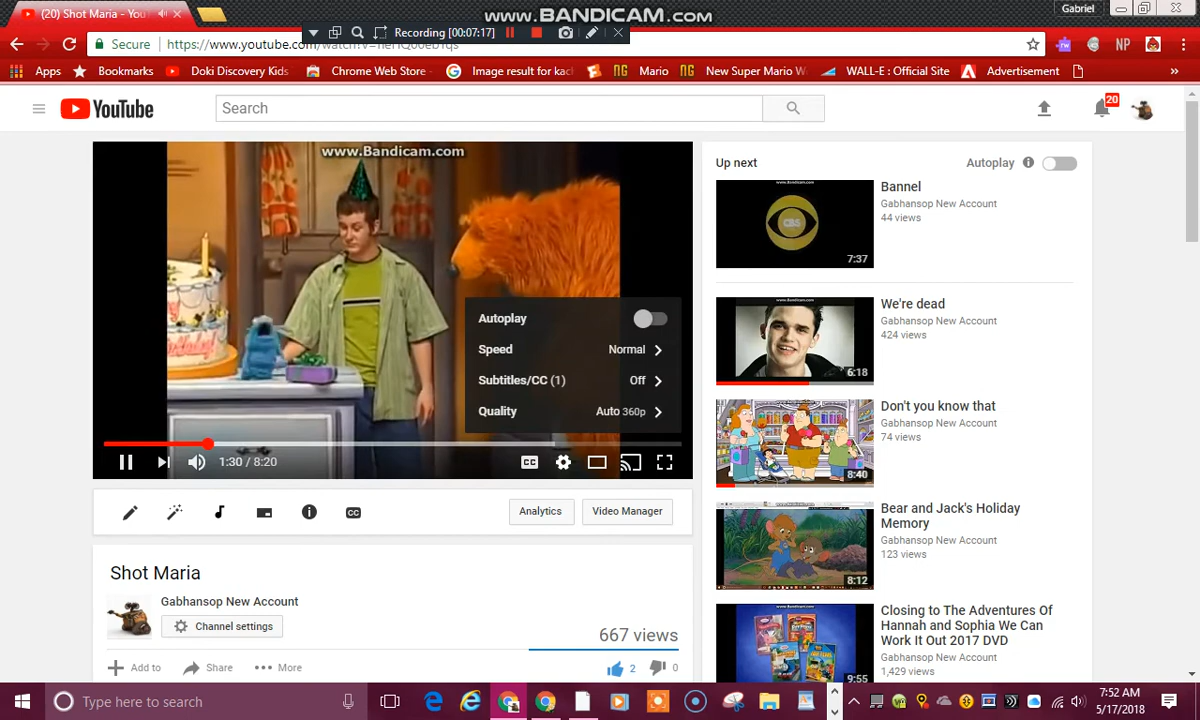 www.BANDICAM.com
Gabriel
(20) Shot Maria - You
Recording [00:07:17]
Secure
https://www.youtube.com/watch?v=
Apps
Bookmarks
Doki Discovery Kids
Chrome Web Store -
Image result for kacl
Mario
New Super Mario W
WALL-E : Official Site
Advertisement
»
NP
YouTube
Search
20
www.Bandicam.com
Autoplay
Speed
Normal
Subtitles/CC (1)
Off
Quality
Auto 360p
1:30 / 8:20
CC
Analytics
Video Manager
Shot Maria
Gabhansop New Account
Channel settings
667 views
Add to
Share
More
2
0
Up next
Autoplay
CBS
7:37
Bannel
Gabhansop New Account
44 views
6:18
We're dead
Gabhansop New Account
424 views
8:40
Don't you know that
Gabhansop New Account
74 views
8:12
Bear and Jack's Holiday
Memory
Gabhansop New Account
123 views
9:55
Closing to The Adventures Of
Hannah and Sophia We Can
Work It Out 2017 DVD
Gabhansop New Account
1,429 views
Type here to search
7:52 AM
5/17/2018